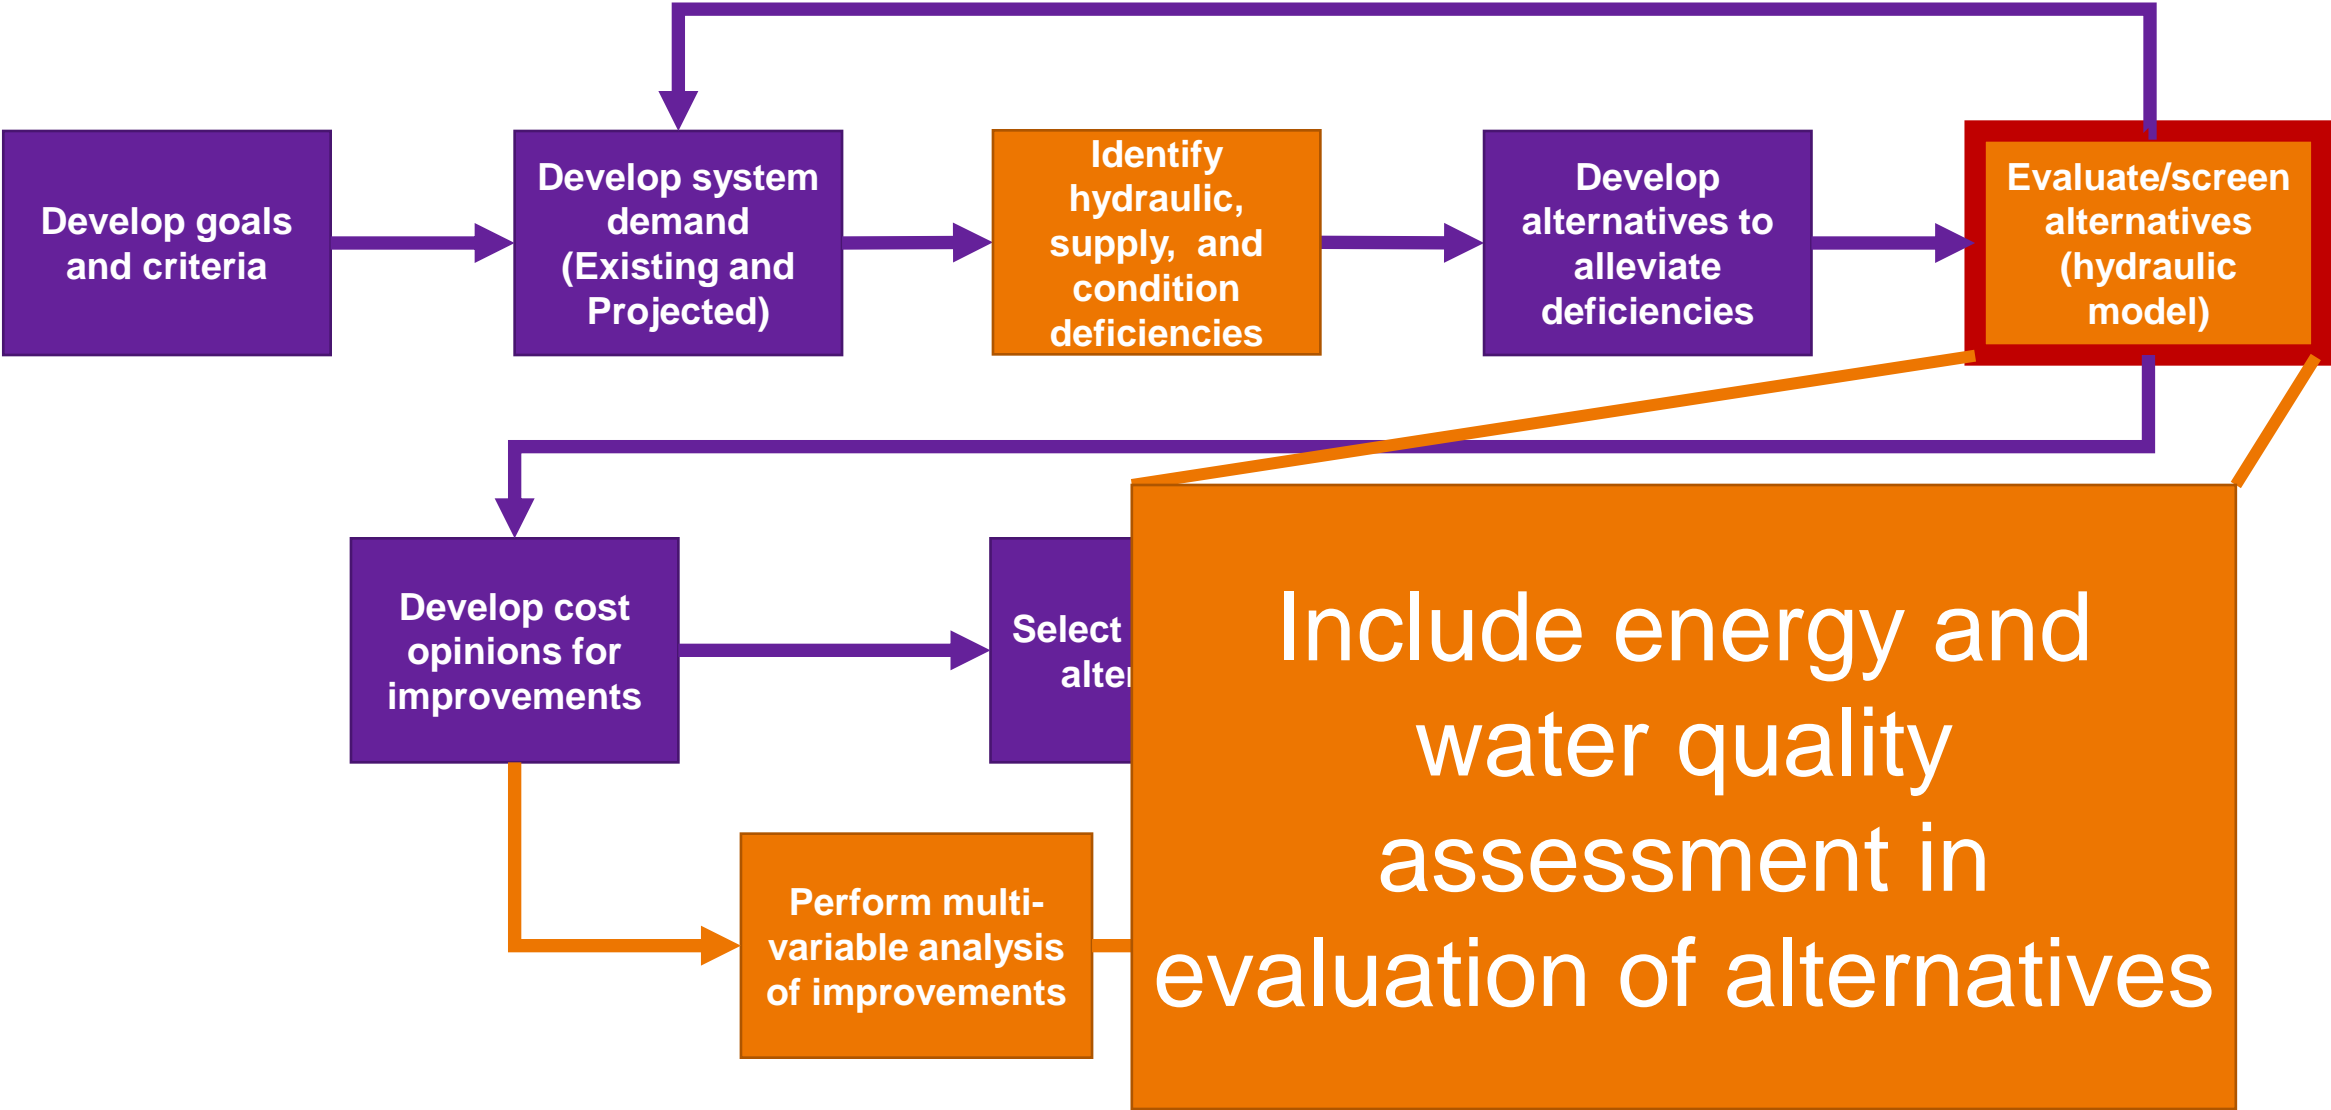 Develop goals
and criteria
Develop system
demand
(Existing and
Projected)
Identify
hydraulic,
supply, and
condition
deficiencies
Develop
alternatives to
alleviate
deficiencies
Evaluate/screen
alternatives
(hydraulic
model)
Develop cost
opinions for
improvements
Select
Perform multi-
variable analysis
of improvements
Include energy and
water quality
assessment in
evaluation of alternatives